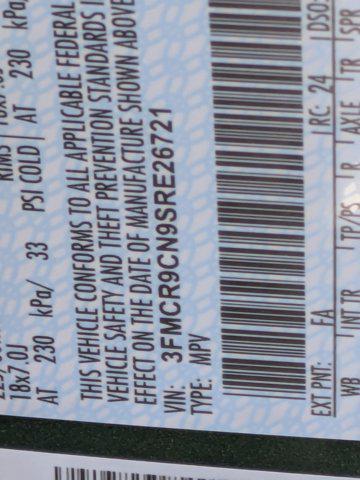 RIMS
18x7.0J
AT 230 kPa/ 33 PSI COLD AT 230 kPa/
THIS VEHICLE CONFORMS TO ALL APPLICABLE FEDERAL
VEHICLE SAFETY AND THEFT PREVENTION STANDARDS I
EFFECT ON THE DATE OF MANUFACTURE SHOWN ABOVE
VIN: 3FMCR9CN9SRE26721
TYPE: MPV
EXT PNT: FA RC: 24 DSO:
WB INT TR TP/PS R AXLE TR SPR